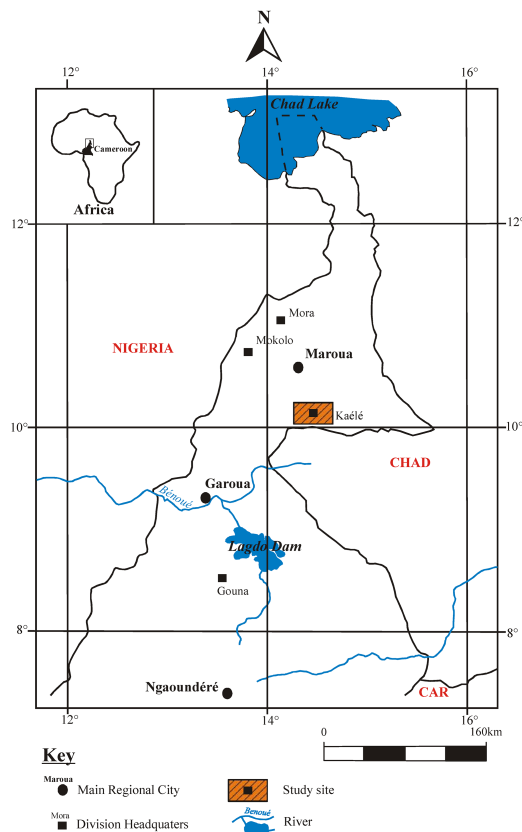 N
12°
14°
16°
Chad Lake
Cameroon
Africa
12°
12°
Mora
NIGERIA
Mokolo
Maroua
Kaélé
10°
10°
CHAD
Garoua
Bénoué
Lagdo Dam
Gouna
8°
8°
Ngaoundéré
CAR
12°
14°
16°
Key
0
160km
Maroua
Main Regional City
Study site
Mora
Division Headquaters
Benoué
River